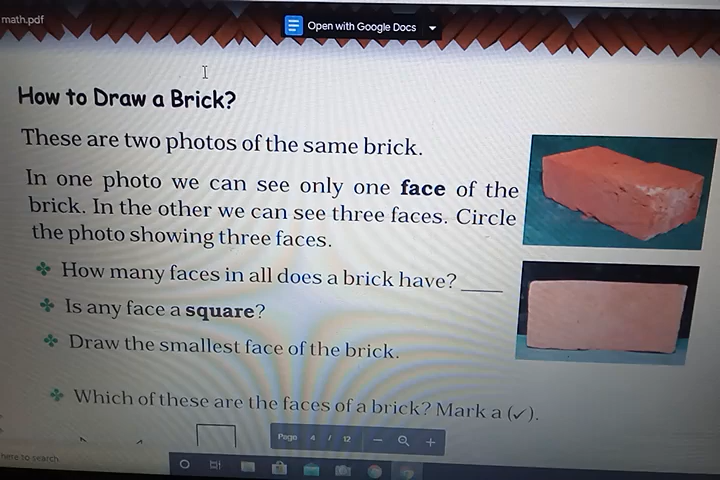 math.pdf
Open with Google Docs
How to Draw a Brick?
These are two photos of the same brick.
In one photo we can see only one face of the
brick. In the other we can see three faces. Circle
the photo showing three faces.
❖ How many faces in all does a brick have? ____
❖ Is any face a square?
❖ Draw the smallest face of the brick.
❖ Which of these are the faces of a brick? Mark a (✓).
Page 4 / 12
here to search